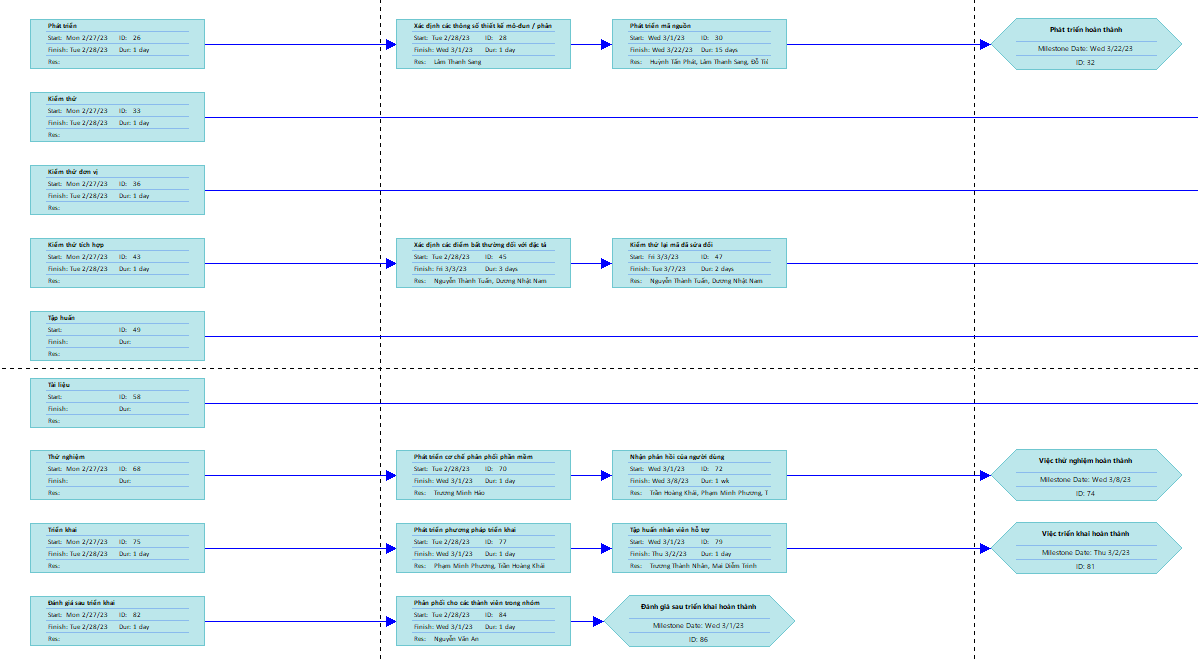 Phát triển
Start: Mon 2/27/23 ID: 26
Finish: Tue 2/28/23 Dur: 1 day
Res:
Xác định các thông số thiết kế mô-đun / phân
Start: Tue 2/28/23 ID: 28
Finish: Wed 3/1/23 Dur: 1 day
Res: Lâm Thanh Sang
Phát triển mã nguồn
Start: Wed 3/1/23 ID: 30
Finish: Wed 3/22/23 Dur: 15 days
Res: Huỳnh Tấn Phát, Lâm Thanh Sang, Đỗ Tiế
Phát triển hoàn thành
Milestone Date: Wed 3/22/23
ID: 32
Kiểm thử
Start: Mon 2/27/23 ID: 33
Finish: Tue 2/28/23 Dur: 1 day
Res:
Kiểm thử đơn vị
Start: Mon 2/27/23 ID: 36
Finish: Tue 2/28/23 Dur: 1 day
Res:
Kiểm thử tích hợp
Start: Mon 2/27/23 ID: 43
Finish: Tue 2/28/23 Dur: 1 day
Res:
Xác định các điểm bất thường đối với đặc tả
Start: Tue 2/28/23 ID: 45
Finish: Fri 3/3/23 Dur: 3 days
Res: Nguyễn Thành Tuấn, Dương Nhật Nam
Kiểm thử lại mã đã sửa đổi
Start: Fri 3/3/23 ID: 47
Finish: Tue 3/7/23 Dur: 2 days
Res: Nguyễn Thành Tuấn, Dương Nhật Nam
Tập huấn
Start: ID: 49
Finish: Dur:
Res:
Tài liệu
Start: ID: 58
Finish: Dur:
Res:
Thử nghiệm
Start: Mon 2/27/23 ID: 68
Finish: Dur:
Res:
Phát triển cơ chế phân phối phần mềm
Start: Tue 2/28/23 ID: 70
Finish: Wed 3/1/23 Dur: 1 day
Res: Trương Minh Hào
Nhận phản hồi của người dùng
Start: Wed 3/1/23 ID: 72
Finish: Wed 3/8/23 Dur: 1 wk
Res: Trần Hoàng Khải, Phạm Minh Phương, T
Việc thử nghiệm hoàn thành
Milestone Date: Wed 3/8/23
ID: 74
Triển khai
Start: Mon 2/27/23 ID: 75
Finish: Tue 2/28/23 Dur: 1 day
Res:
Phát triển phương pháp triển khai
Start: Tue 2/28/23 ID: 77
Finish: Wed 3/1/23 Dur: 1 day
Res: Phạm Minh Phương, Trần Hoàng Khải
Tập huấn nhân viên hỗ trợ
Start: Wed 3/1/23 ID: 79
Finish: Thu 3/2/23 Dur: 1 day
Res: Trương Thành Nhân, Mai Diễm Trinh
Việc triển khai hoàn thành
Milestone Date: Thu 3/2/23
ID: 81
Đánh giá sau triển khai
Start: Mon 2/27/23 ID: 82
Finish: Tue 2/28/23 Dur: 1 day
Res:
Phân phối cho các thành viên trong nhóm
Start: Tue 2/28/23 ID: 84
Finish: Wed 3/1/23 Dur: 1 day
Res: Nguyễn Văn An
Đánh giá sau triển khai hoàn thành
Milestone Date: Wed 3/1/23
ID: 86